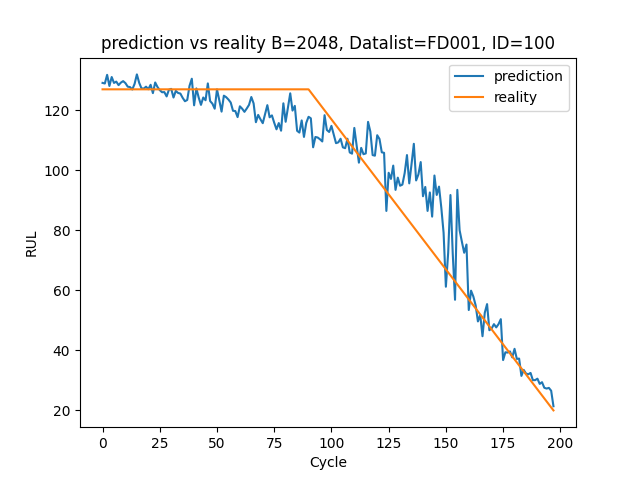 prediction vs reality B=2048, Datalist=FD001, ID=100
prediction
reality
RUL
120
100
80
60
40
20
0 25 50 75 100 125 150 175 200
Cycle